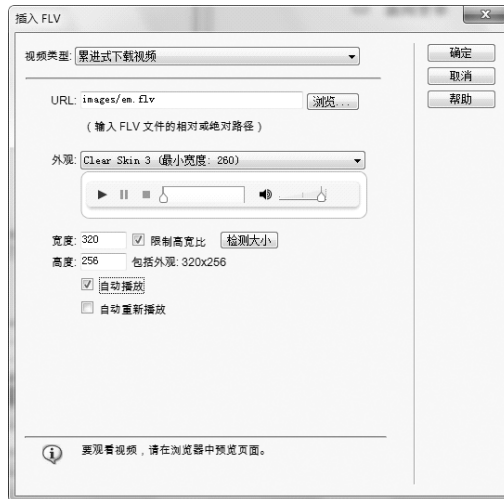 插入 FLV
视频类型: 累进式下载视频
确定
取消
帮助
URL: images/em.flv 浏览...
（输入 FLV 文件的相对或绝对路径）
外观: Clear Skin 3 (最小宽度: 260)
宽度: 320 限制高宽比 检测大小
高度: 256 包括外观: 320x256
自动播放
自动重新播放
要观看视频，请在浏览器中预览页面。